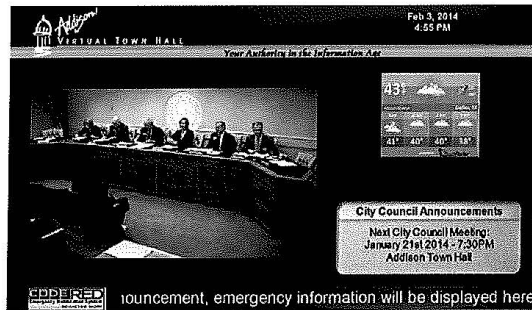 Addison
VIRTUAL TOWN HALL
Feb 3, 2014
4:55 PM
Your Authority in the Information Age
43°
41° 40° 40° 38°
City Council Announcements
Next City Council Meeting:
January 21st 2014 - 7:30PM
Addison Town Hall
CODE RED
ouncement, emergency information will be displayed here